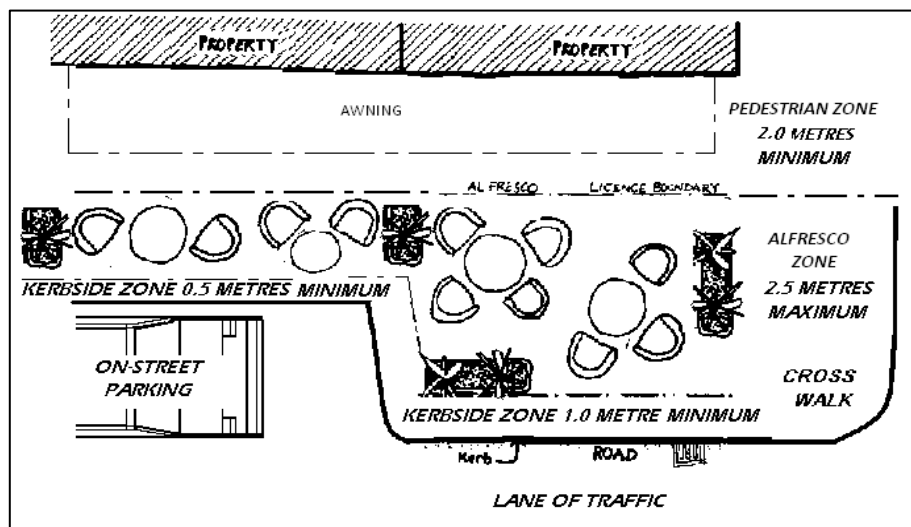 PROPERTY
PROPERTY
AWNING
PEDESTRIAN ZONE
2.0 METRES
MINIMUM
AL FRESCO LICENCE BOUNDARY
ALFRESCO
ZONE
2.5 METRES
MAXIMUM
KERBSIDE ZONE 0.5 METRES MINIMUM
ON-STREET
PARKING
CROSS
WALK
KERBSIDE ZONE 1.0 METRE MINIMUM
Kerb
ROAD
LANE OF TRAFFIC